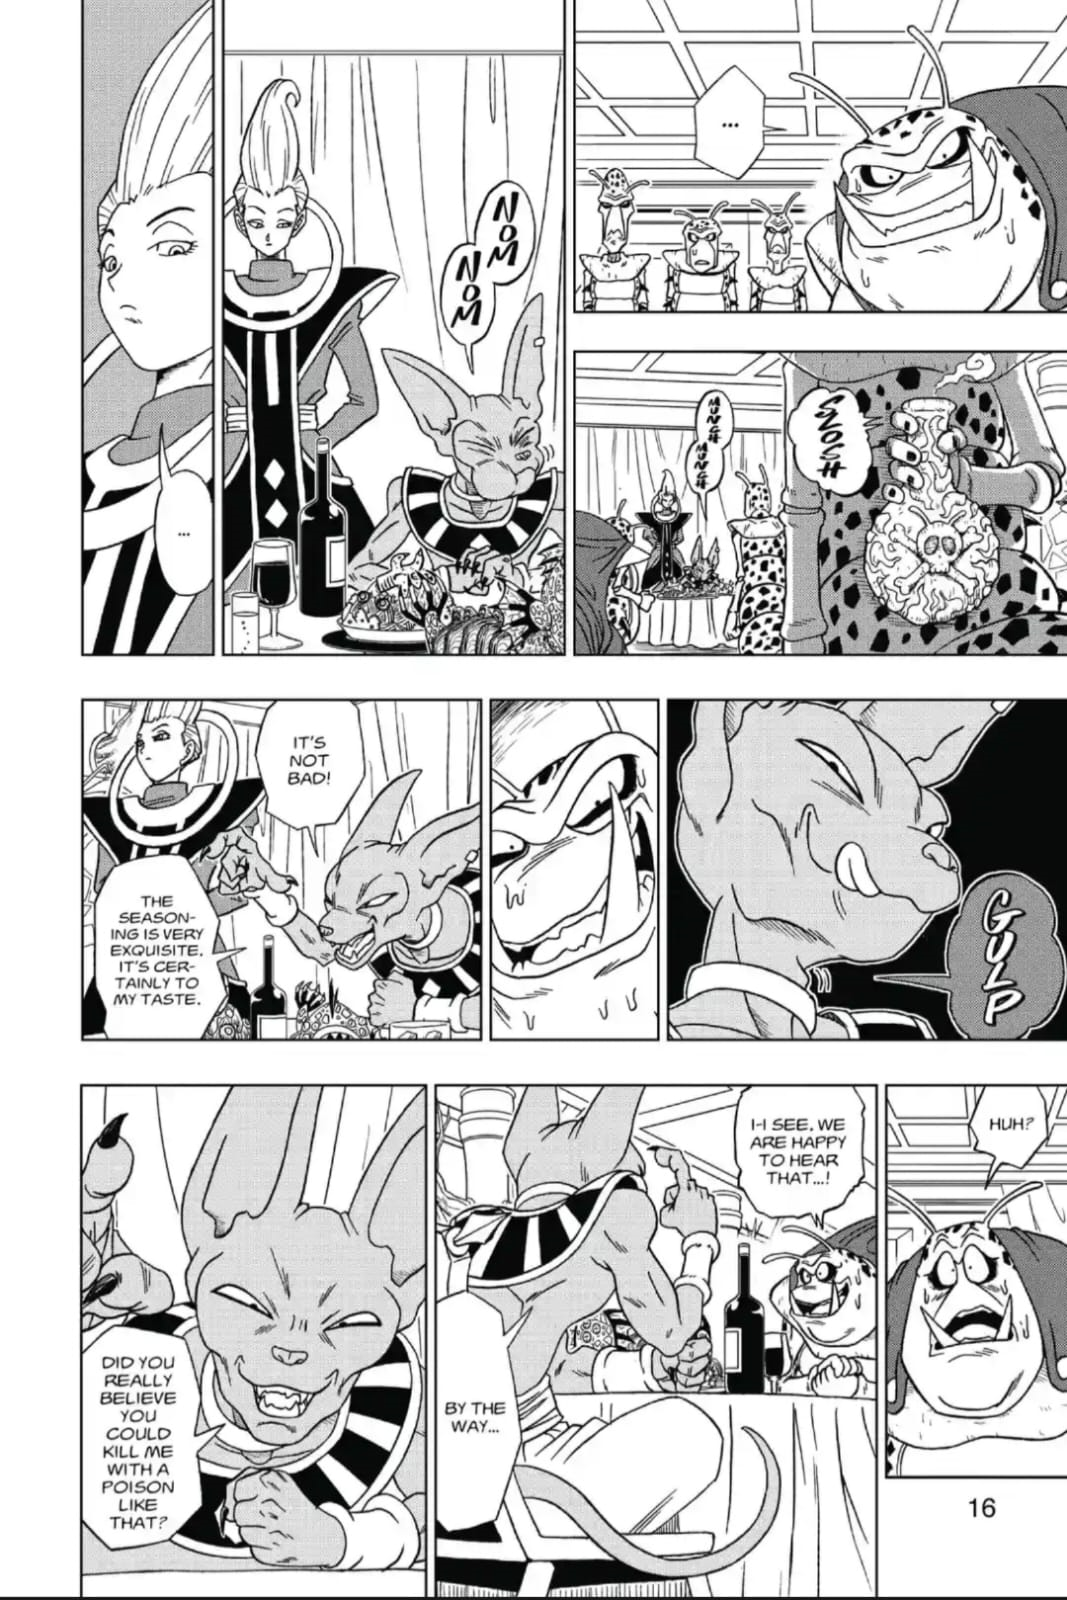 ...
SLOSH
MUNCH
MUNCH
NOM
NOM
NOM
NOM
...
GULP
IT'S
NOT
BAD!
THE
SEASON-
ING IS VERY
EXQUISITE.
IT'S CER-
TAINLY TO
MY TASTE.
HUH?
I-I SEE. WE
ARE HAPPY
TO HEAR
THAT...!
BY THE
WAY...
DID YOU
REALLY
BELIEVE
YOU
COULD
KILL ME
WITH A
POISON
LIKE
THAT?
16